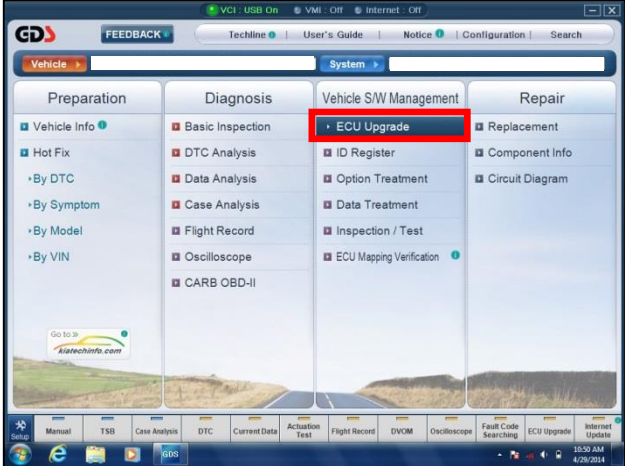 VCI : USB On VMI : Off Internet : Off
GDS FEEDBACK Techline | User's Guide | Notice | Configuration | Search
Vehicle System
Preparation Diagnosis Vehicle S/W Management Repair
Vehicle Info Basic Inspection ECU Upgrade Replacement
Hot Fix DTC Analysis ID Register Component Info
By DTC Data Analysis Option Treatment Circuit Diagram
By Symptom Case Analysis Data Treatment
By Model Flight Record Inspection / Test
By VIN Oscilloscope ECU Mapping Verification
CARB OBD-II
Go to
kiatechinfo.com
Setup Manual TSB Case Analysis DTC Current Data Actuation Test Flight Record DVOM Oscilloscope Fault Code Searching ECU Upgrade Internet Update
GDS 10:50 AM
4/29/2014